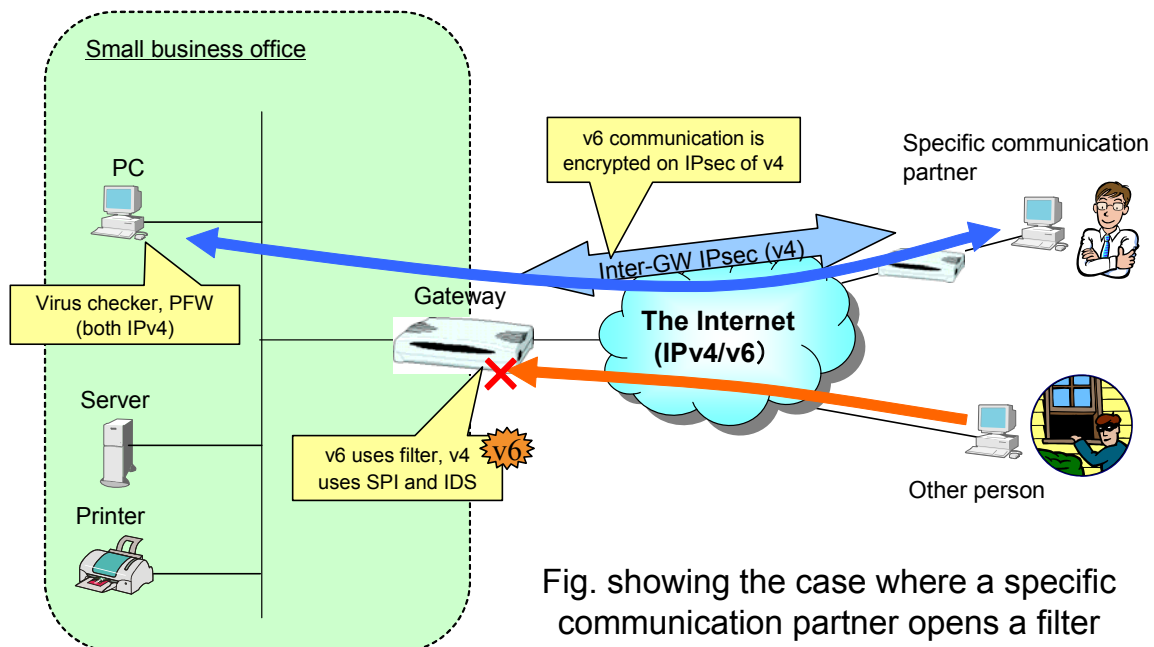 Small business office
v6 communication is
encrypted on IPsec of v4
Specific communication
partner
PC
Inter-GW IPsec (v4)
Virus checker, PFW
(both IPv4)
Gateway
The Internet
(IPv4/v6)
Server
v6 uses filter, v4
uses SPI and IDS
v6
Other person
Printer
Fig. showing the case where a specific
communication partner opens a filter